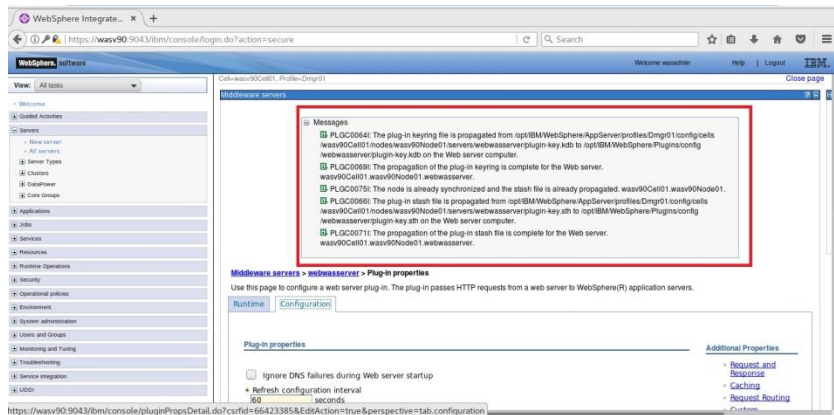 WebSphere Integrate... × +
https://wasv90:9043/ibm/console/login.do?action=secure
Search
WebSphere. software
Welcome wasadmin
Help | Logout
IBM.
View: All tasks
Cell=wasv90Cell01, Profile=Dmgr01
Close page
Welcome
Guided Activities
Servers
New server
All servers
Server Types
Clusters
DataPower
Core Groups
Applications
Jobs
Services
Resources
Runtime Operations
Security
Operational policies
Environment
System administration
Users and Groups
Monitoring and Tuning
Troubleshooting
Service integration
UDDI
Middleware servers
Messages
PLGC0064I: The plug-in keyring file is propagated from /opt/IBM/WebSphere/AppServer/profiles/Dmgr01/config/cells
/wasv90Cell01/nodes/wasv90Node01/servers/webwasserver/plugin-key.kdb to /opt/IBM/WebSphere/Plugins/config
/webwasserver/plugin-key.kdb on the Web server computer.
PLGC0069I: The propagation of the plug-in keyring is complete for the Web server.
wasv90Cell01.wasv90Node01.webwasserver.
PLGC0075I: The node is already synchronized and the stash file is already propagated. wasv90Cell01.wasv90Node01.
PLGC0066I: The plug-in stash file is propagated from /opt/IBM/WebSphere/AppServer/profiles/Dmgr01/config/cells
/wasv90Cell01/nodes/wasv90Node01/servers/webwasserver/plugin-key.sth to /opt/IBM/WebSphere/Plugins/config
/webwasserver/plugin-key.sth on the Web server computer.
PLGC0071I: The propagation of the plug-in stash file is complete for the Web server.
wasv90Cell01.wasv90Node01.webwasserver.
Middleware servers > webwasserver > Plug-in properties
Use this page to configure a web server plug-in. The plug-in passes HTTP requests from a web server to WebSphere(R) application servers.
Runtime Configuration
Plug-in properties
Ignore DNS failures during Web server startup
Refresh configuration interval
60 seconds
Additional Properties
Request and
Response
Caching
Request Routing
Custom
https://wasv90:9043/ibm/console/pluginPropsDetail.do?csrfid=66423385&EditAction=true&perspective=tab.configuration